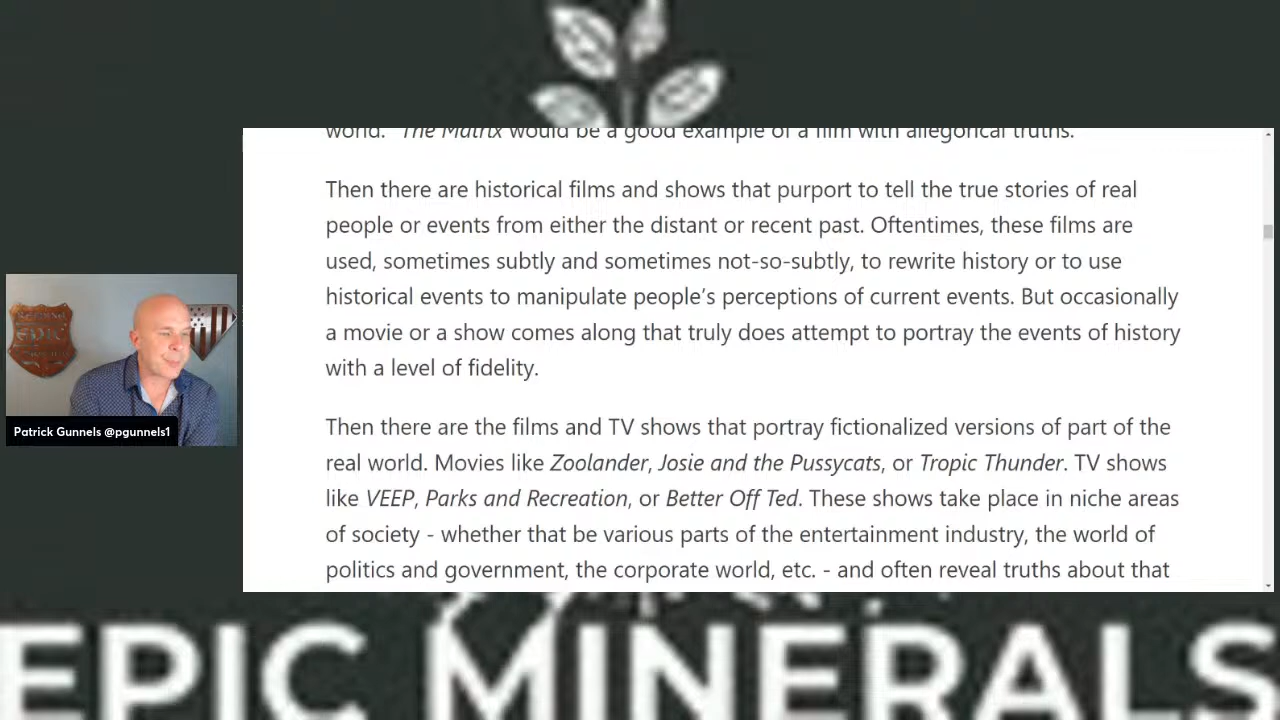 world." The Matrix would be a good example of a film with allegorical truths.
Then there are historical films and shows that purport to tell the true stories of real
people or events from either the distant or recent past. Oftentimes, these films are
used, sometimes subtly and sometimes not-so-subtly, to rewrite history or to use
historical events to manipulate people's perceptions of current events. But occasionally
a movie or a show comes along that truly does attempt to portray the events of history
with a level of fidelity.
Then there are the films and TV shows that portray fictionalized versions of part of the
real world. Movies like Zoolander, Josie and the Pussycats, or Tropic Thunder. TV shows
like VEEP, Parks and Recreation, or Better Off Ted. These shows take place in niche areas
of society - whether that be various parts of the entertainment industry, the world of
politics and government, the corporate world, etc. - and often reveal truths about that
EPIC
Patrick Gunnels @pgunnels1
EPIC MINERALS